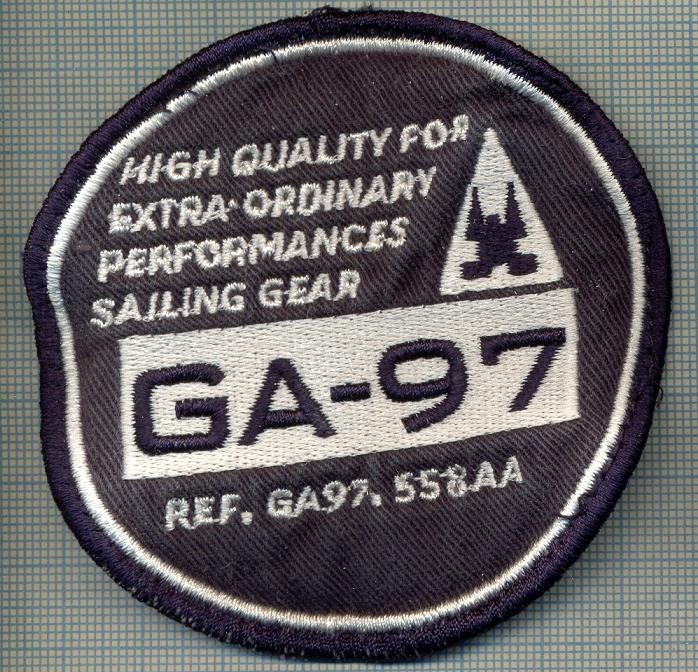 HIGH QUALITY FOR
EXTRA-ORDINARY
PERFORMANCES
SAILING GEAR
GA-97
REF. GA97. 558AA